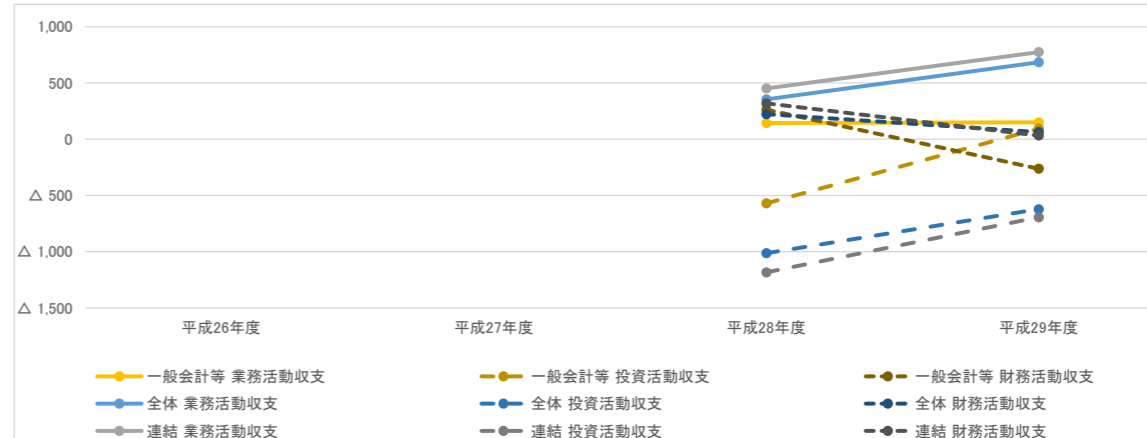 1,000
500
0
△ 500
△ 1,000
△ 1,500
平成26年度 平成27年度 平成28年度 平成29年度
一般会計等 業務活動収支 一般会計等 投資活動収支 一般会計等 財務活動収支
全体 業務活動収支 全体 投資活動収支 全体 財務活動収支
連結 業務活動収支 連結 投資活動収支 連結 財務活動収支